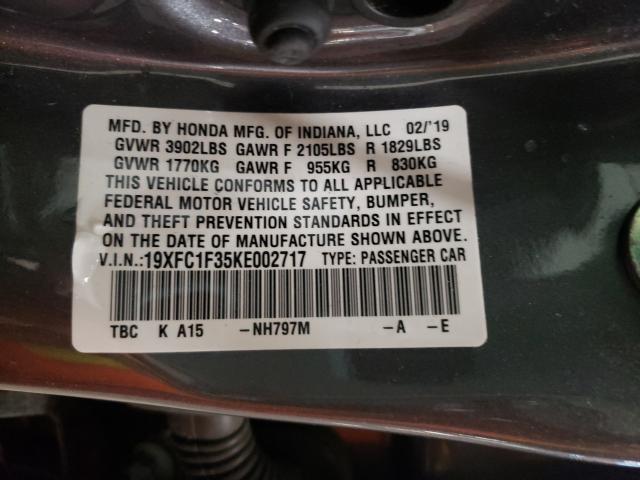 MFD. BY HONDA MFG. OF INDIANA, LLC 02/'19
GVWR 3902LBS GAWR F 2105LBS R 1829LBS
GVWR 1770KG GAWR F 955KG R 830KG
THIS VEHICLE CONFORMS TO ALL APPLICABLE
FEDERAL MOTOR VEHICLE SAFETY, BUMPER,
AND THEFT PREVENTION STANDARDS IN EFFECT
ON THE DATE OF MANUFACTURE SHOWN ABOVE.
V.I.N.:19XFC1F35KE002717 TYPE: PASSENGER CAR
TBC K A15 -NH797M -A -E